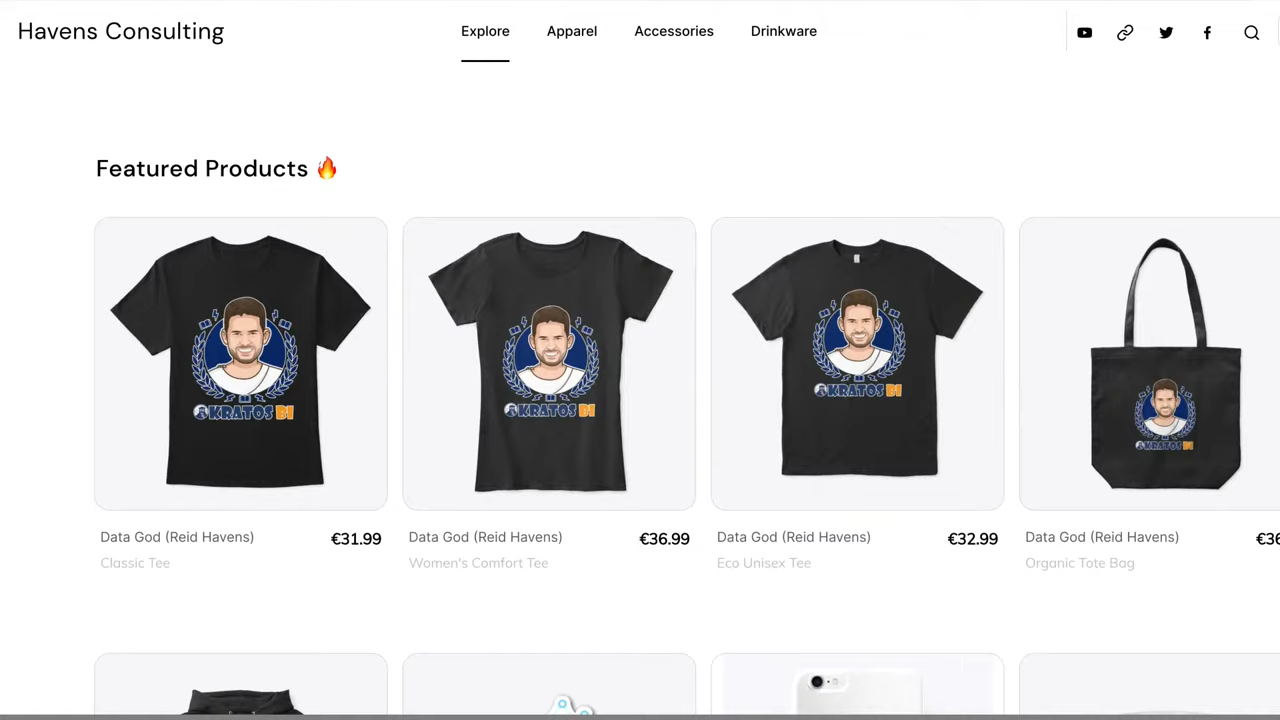 Havens Consulting
Explore
Apparel
Accessories
Drinkware
Featured Products 🔥
KRATOS BI
KRATOS BI
KRATOS BI
KRATOS BI
Data God (Reid Havens)
€31.99
Classic Tee
Data God (Reid Havens)
€36.99
Women's Comfort Tee
Data God (Reid Havens)
€32.99
Eco Unisex Tee
Data God (Reid Havens)
Organic Tote Bag